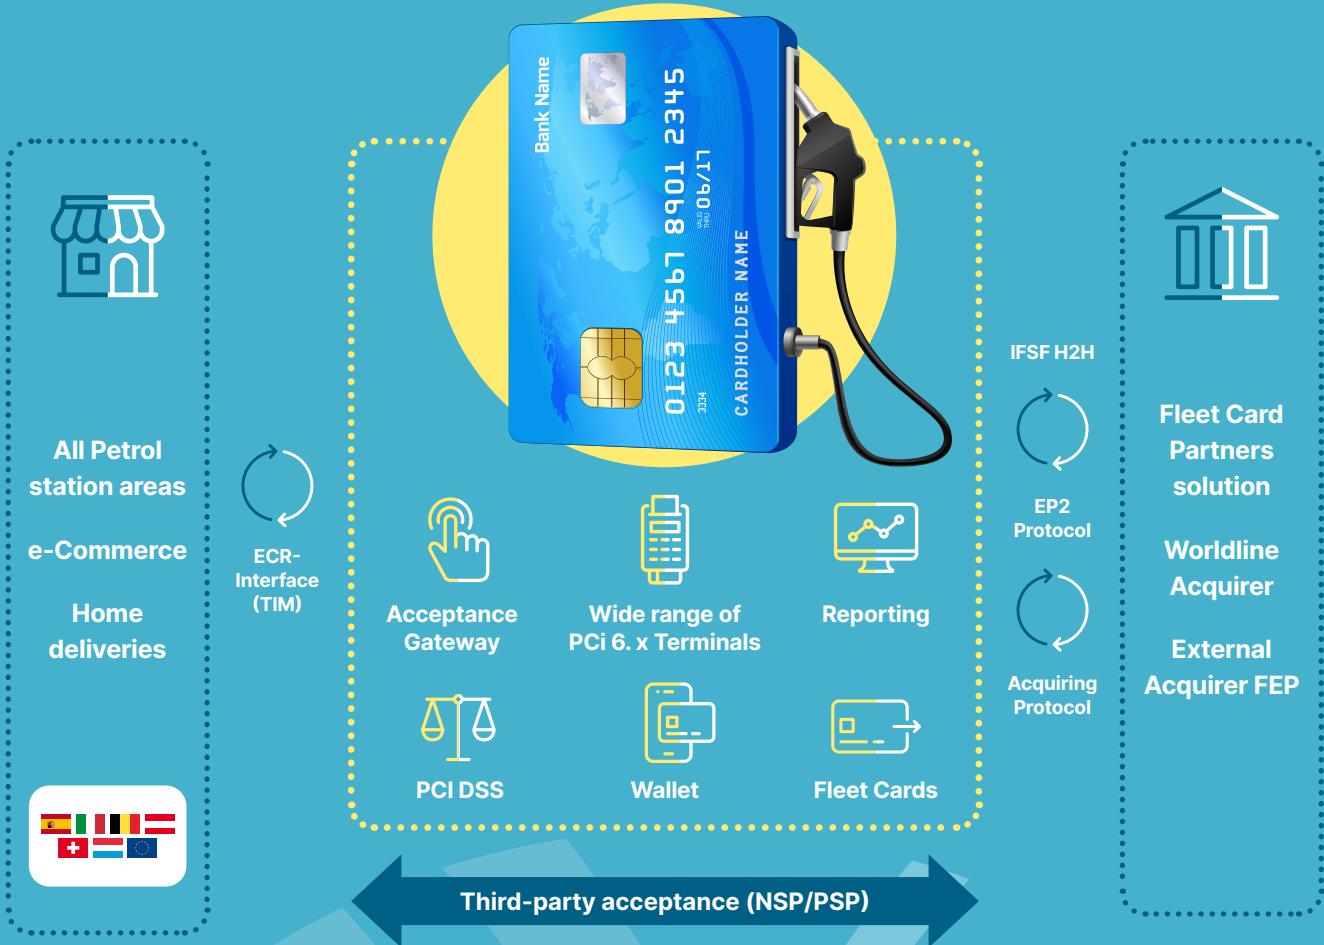 Bank Name
0123 4567 8901 2345
3334
VALID
THRU
06/17
CARDHOLDER NAME
All Petrol
station areas
e-Commerce
Home
deliveries
ECR-
Interface
(TIM)
Acceptance
Gateway
Wide range of
PCi 6. x Terminals
Reporting
PCI DSS
Wallet
Fleet Cards
IFSF H2H
EP2
Protocol
Acquiring
Protocol
Fleet Card
Partners
solution
Worldline
Acquirer
External
Acquirer FEP
Third-party acceptance (NSP/PSP)